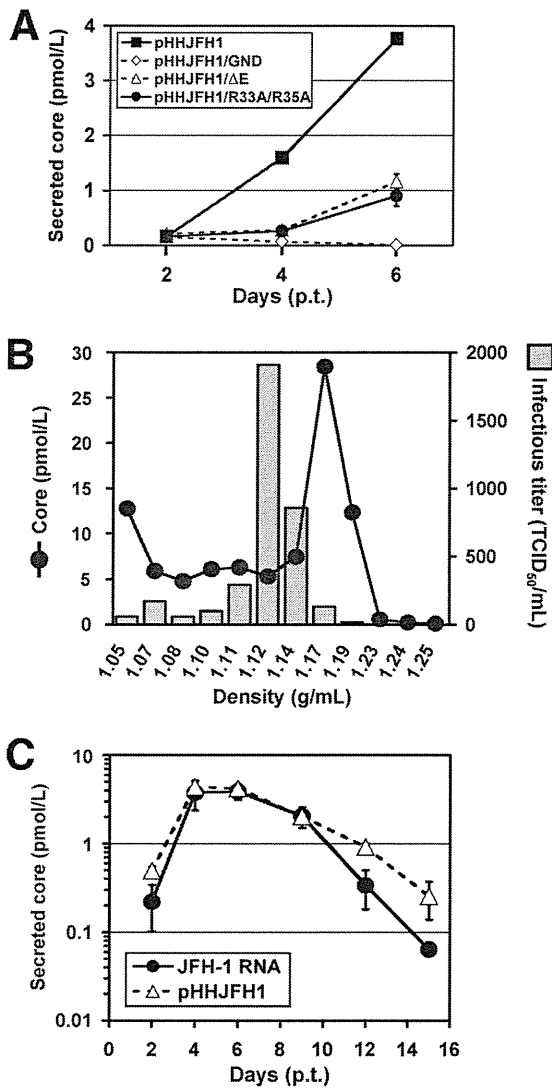 A
Secreted core (pmol/L)
4
3
2
1
0
pHHJFH1
pHHJFH1/GND
pHHJFH1/ΔE
pHHJFH1/R33A/R35A
2 4 6
Days (p.t.)
B
Core (pmol/L)
30
25
20
15
10
5
0
2000
1500
1000
500
0
Infectious titer (TCID50/mL)
1.05 1.07 1.08 1.10 1.11 1.12 1.14 1.17 1.19 1.23 1.24 1.25
Density (g/mL)
C
Secreted core (pmol/L)
10
1
0.1
0.01
JFH-1 RNA
pHHJFH1
0 2 4 6 8 10 12 14 16
Days (p.t.)